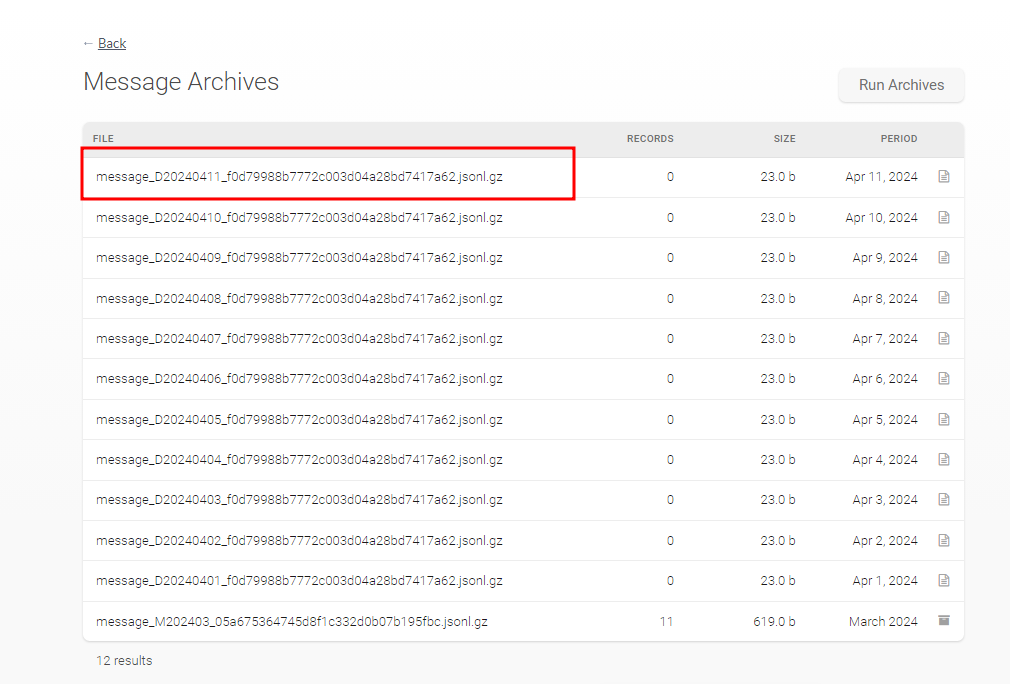 ← Back
Message Archives
Run Archives
FILE RECORDS SIZE PERIOD
message_D20240411_f0d79988b7772c003d04a28bd7417a62.jsonl.gz 0 23.0 b Apr 11, 2024
message_D20240410_f0d79988b7772c003d04a28bd7417a62.jsonl.gz 0 23.0 b Apr 10, 2024
message_D20240409_f0d79988b7772c003d04a28bd7417a62.jsonl.gz 0 23.0 b Apr 9, 2024
message_D20240408_f0d79988b7772c003d04a28bd7417a62.jsonl.gz 0 23.0 b Apr 8, 2024
message_D20240407_f0d79988b7772c003d04a28bd7417a62.jsonl.gz 0 23.0 b Apr 7, 2024
message_D20240406_f0d79988b7772c003d04a28bd7417a62.jsonl.gz 0 23.0 b Apr 6, 2024
message_D20240405_f0d79988b7772c003d04a28bd7417a62.jsonl.gz 0 23.0 b Apr 5, 2024
message_D20240404_f0d79988b7772c003d04a28bd7417a62.jsonl.gz 0 23.0 b Apr 4, 2024
message_D20240403_f0d79988b7772c003d04a28bd7417a62.jsonl.gz 0 23.0 b Apr 3, 2024
message_D20240402_f0d79988b7772c003d04a28bd7417a62.jsonl.gz 0 23.0 b Apr 2, 2024
message_D20240401_f0d79988b7772c003d04a28bd7417a62.jsonl.gz 0 23.0 b Apr 1, 2024
message_M202403_05a675364745d8f1c332d0b07b195fbc.jsonl.gz 11 619.0 b March 2024
12 results